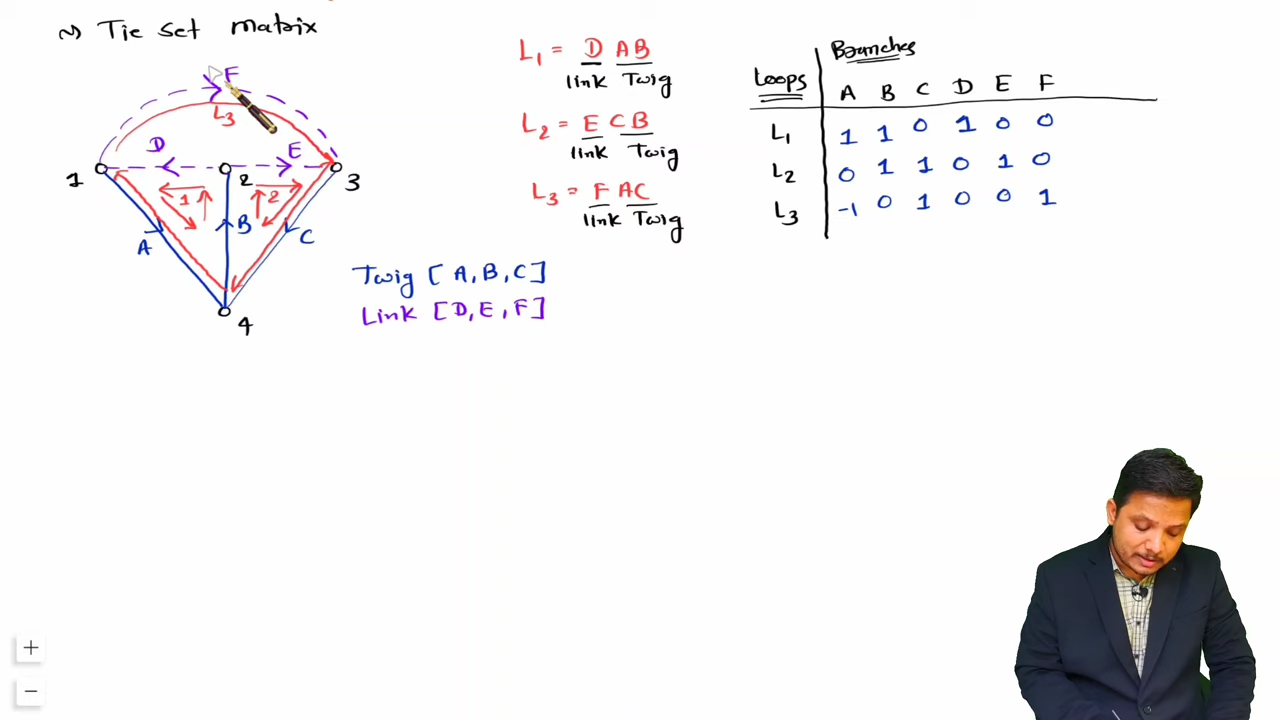 ~) Tie set matrix
F
L3
D
E
1
2
3
1
2
A
B
C
4
L1 = D AB
link Twig
L2 = E C B
link Twig
L3 = F AC
link Twig
Twig [ A, B, C ]
Link [ D, E, F ]
Branches
Loops A B C D E F
L1 1 1 0 1 0 0
L2 0 1 1 0 1 0
L3 -1 0 1 0 0 1
+
−